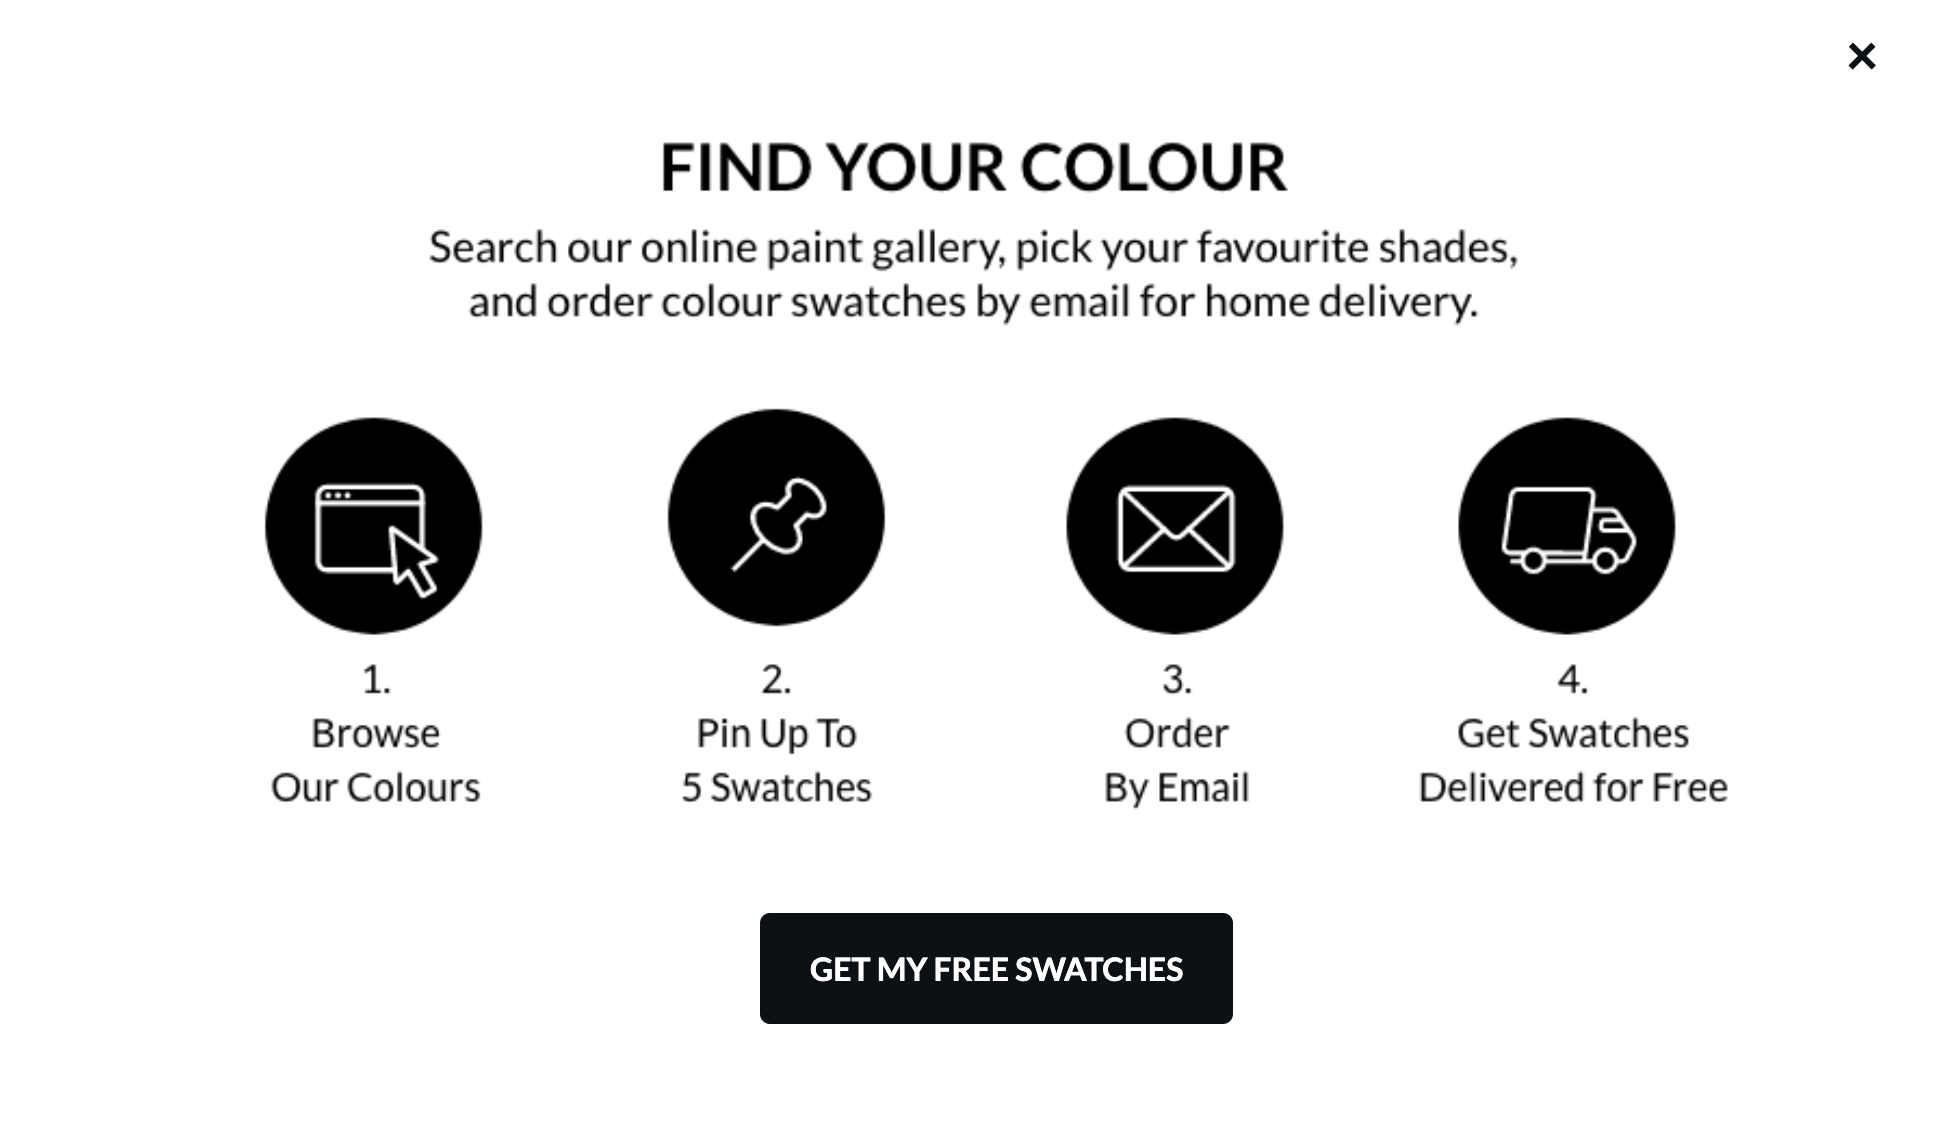 FIND YOUR COLOUR
Search our online paint gallery, pick your favourite shades,
and order colour swatches by email for home delivery.
1.
Browse
Our Colours
2.
Pin Up To
5 Swatches
3.
Order
By Email
4.
Get Swatches
Delivered for Free
GET MY FREE SWATCHES